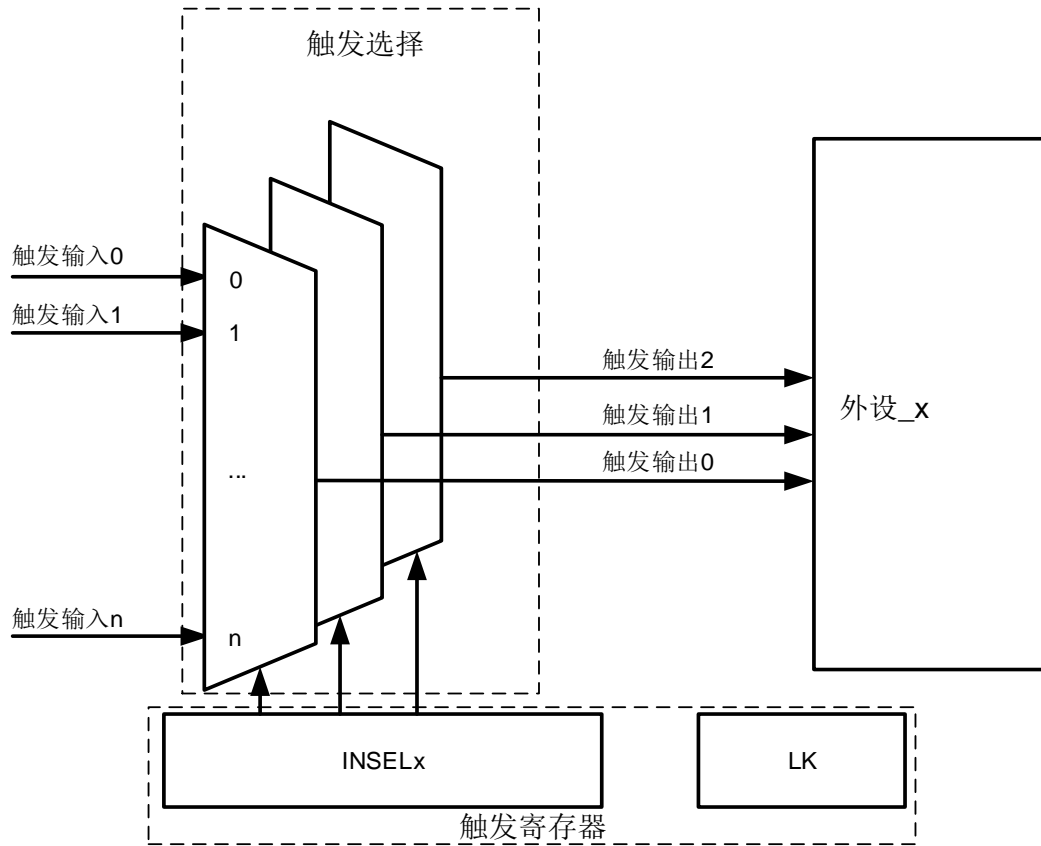 触发选择
触发输入0
0
触发输入1
1
触发输出2
外设_x
触发输出1
触发输出0
...
触发输入n
n
INSELx
LK
触发寄存器